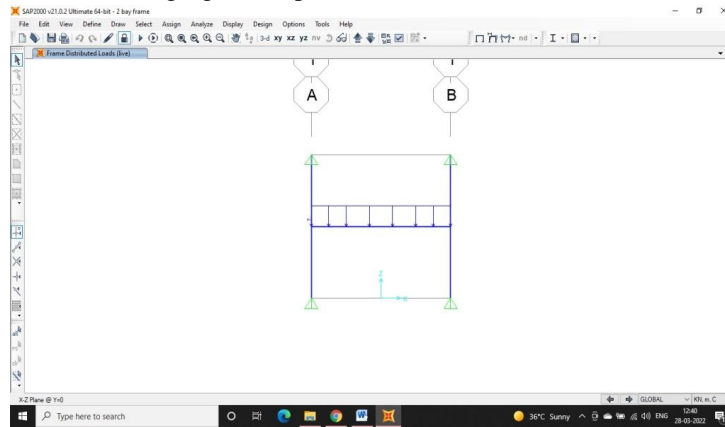 SAP2000 v21.0.2 Ultimate 64-bit - 2 bay frame
File Edit View Define Draw Select Assign Analyze Display Design Options Tools Help
3-d xy xz yz nv nd
Frame Distributed Loads (live)
A B
Z
X-Z Plane @ Y=0 GLOBAL KN, m, C
Type here to search 36°C Sunny ENG 12:40
28-03-2022